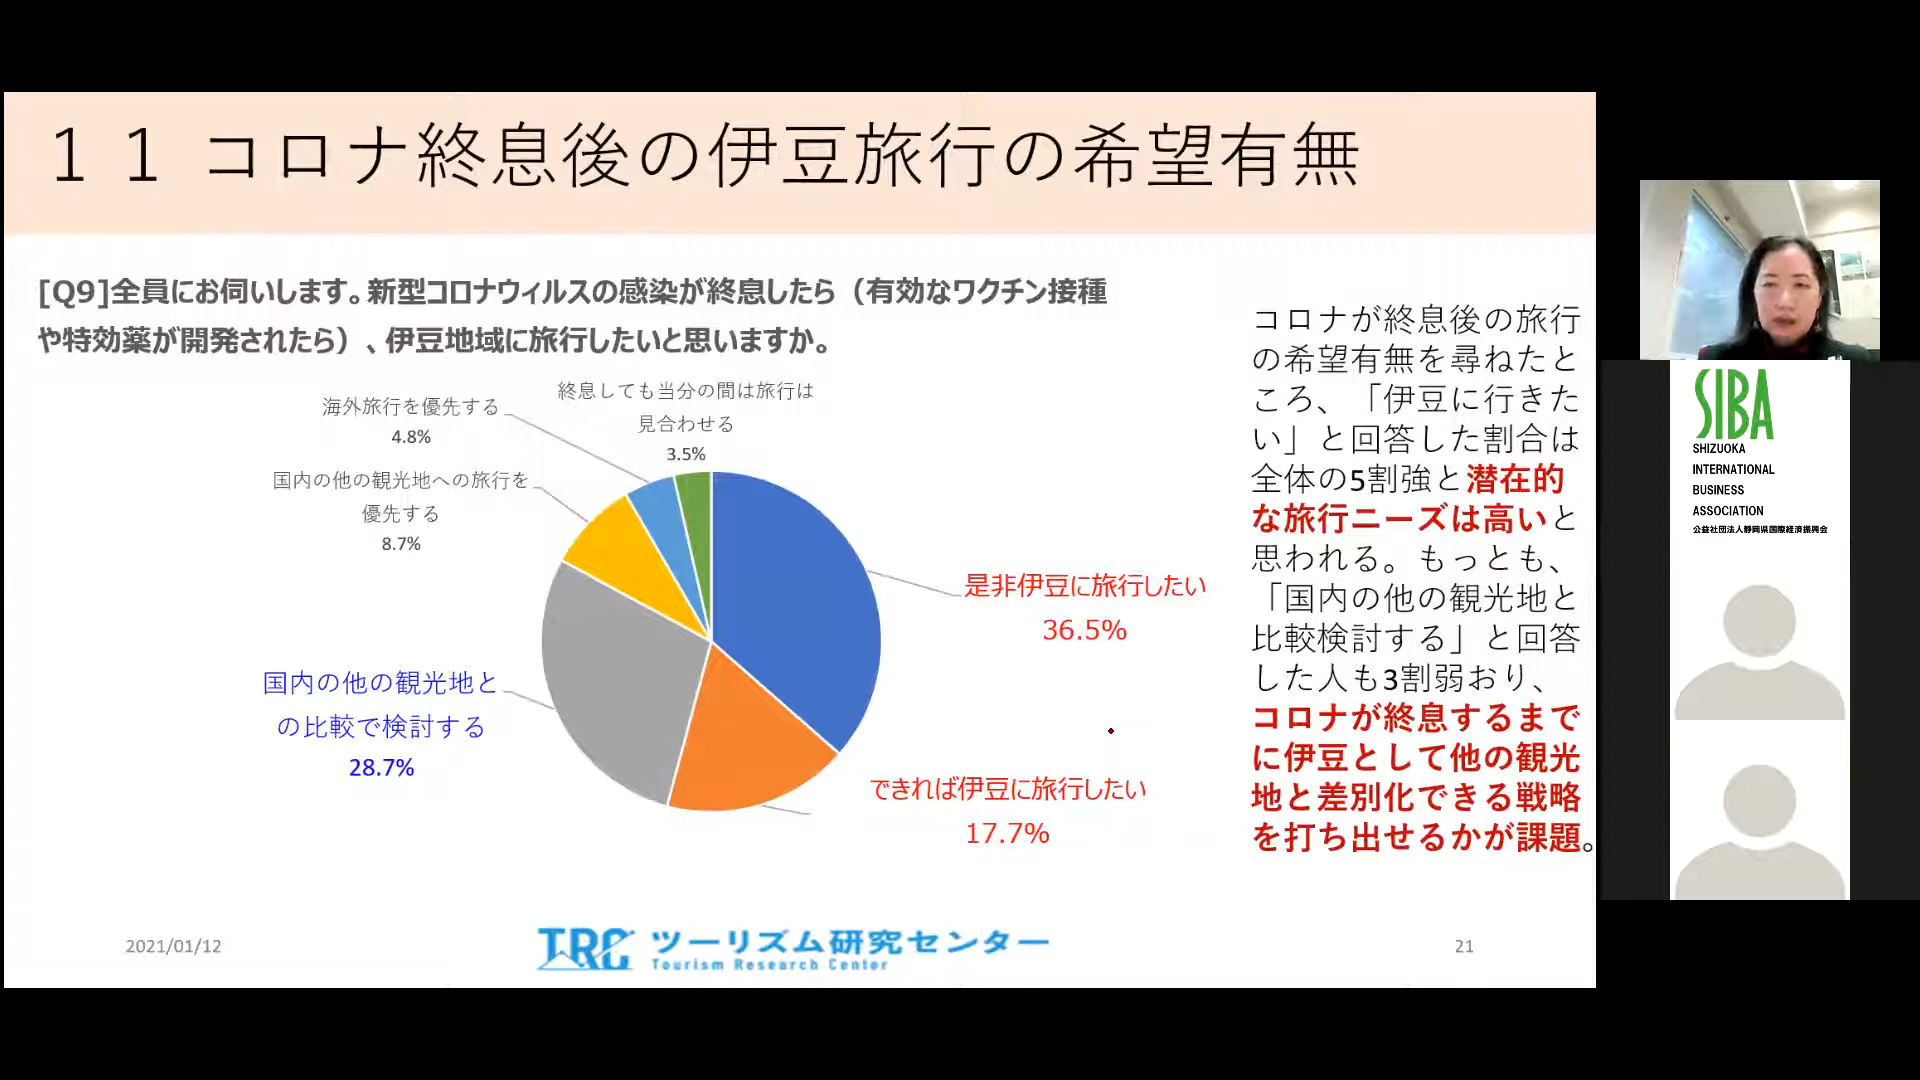 １１ コロナ終息後の伊豆旅行の希望有無
[Q9]全員にお伺いします。新型コロナウィルスの感染が終息したら（有効なワクチン接種
や特効薬が開発されたら）、伊豆地域に旅行したいと思いますか。
終息しても当分の間は旅行は
見合わせる
3.5%
海外旅行を優先する
4.8%
国内の他の観光地への旅行を
優先する
8.7%
是非伊豆に旅行したい
36.5%
国内の他の観光地と
の比較で検討する
28.7%
できれば伊豆に旅行したい
17.7%
コロナが終息後の旅行
の希望有無を尋ねたと
ころ、「伊豆に行きた
い」と回答した割合は
全体の5割強と潜在的
な旅行ニーズは高いと
思われる。もっとも、
「国内の他の観光地と
比較検討する」と回答
した人も3割弱おり、
コロナが終息するまで
に伊豆として他の観光
地と差別化できる戦略
を打ち出せるかが課題。
2021/01/12
TRC ツーリズム研究センター
Tourism Research Center
21
SIBA
SHIZUOKA
INTERNATIONAL
BUSINESS
ASSOCIATION
公益社団法人静岡県国際経済振興会